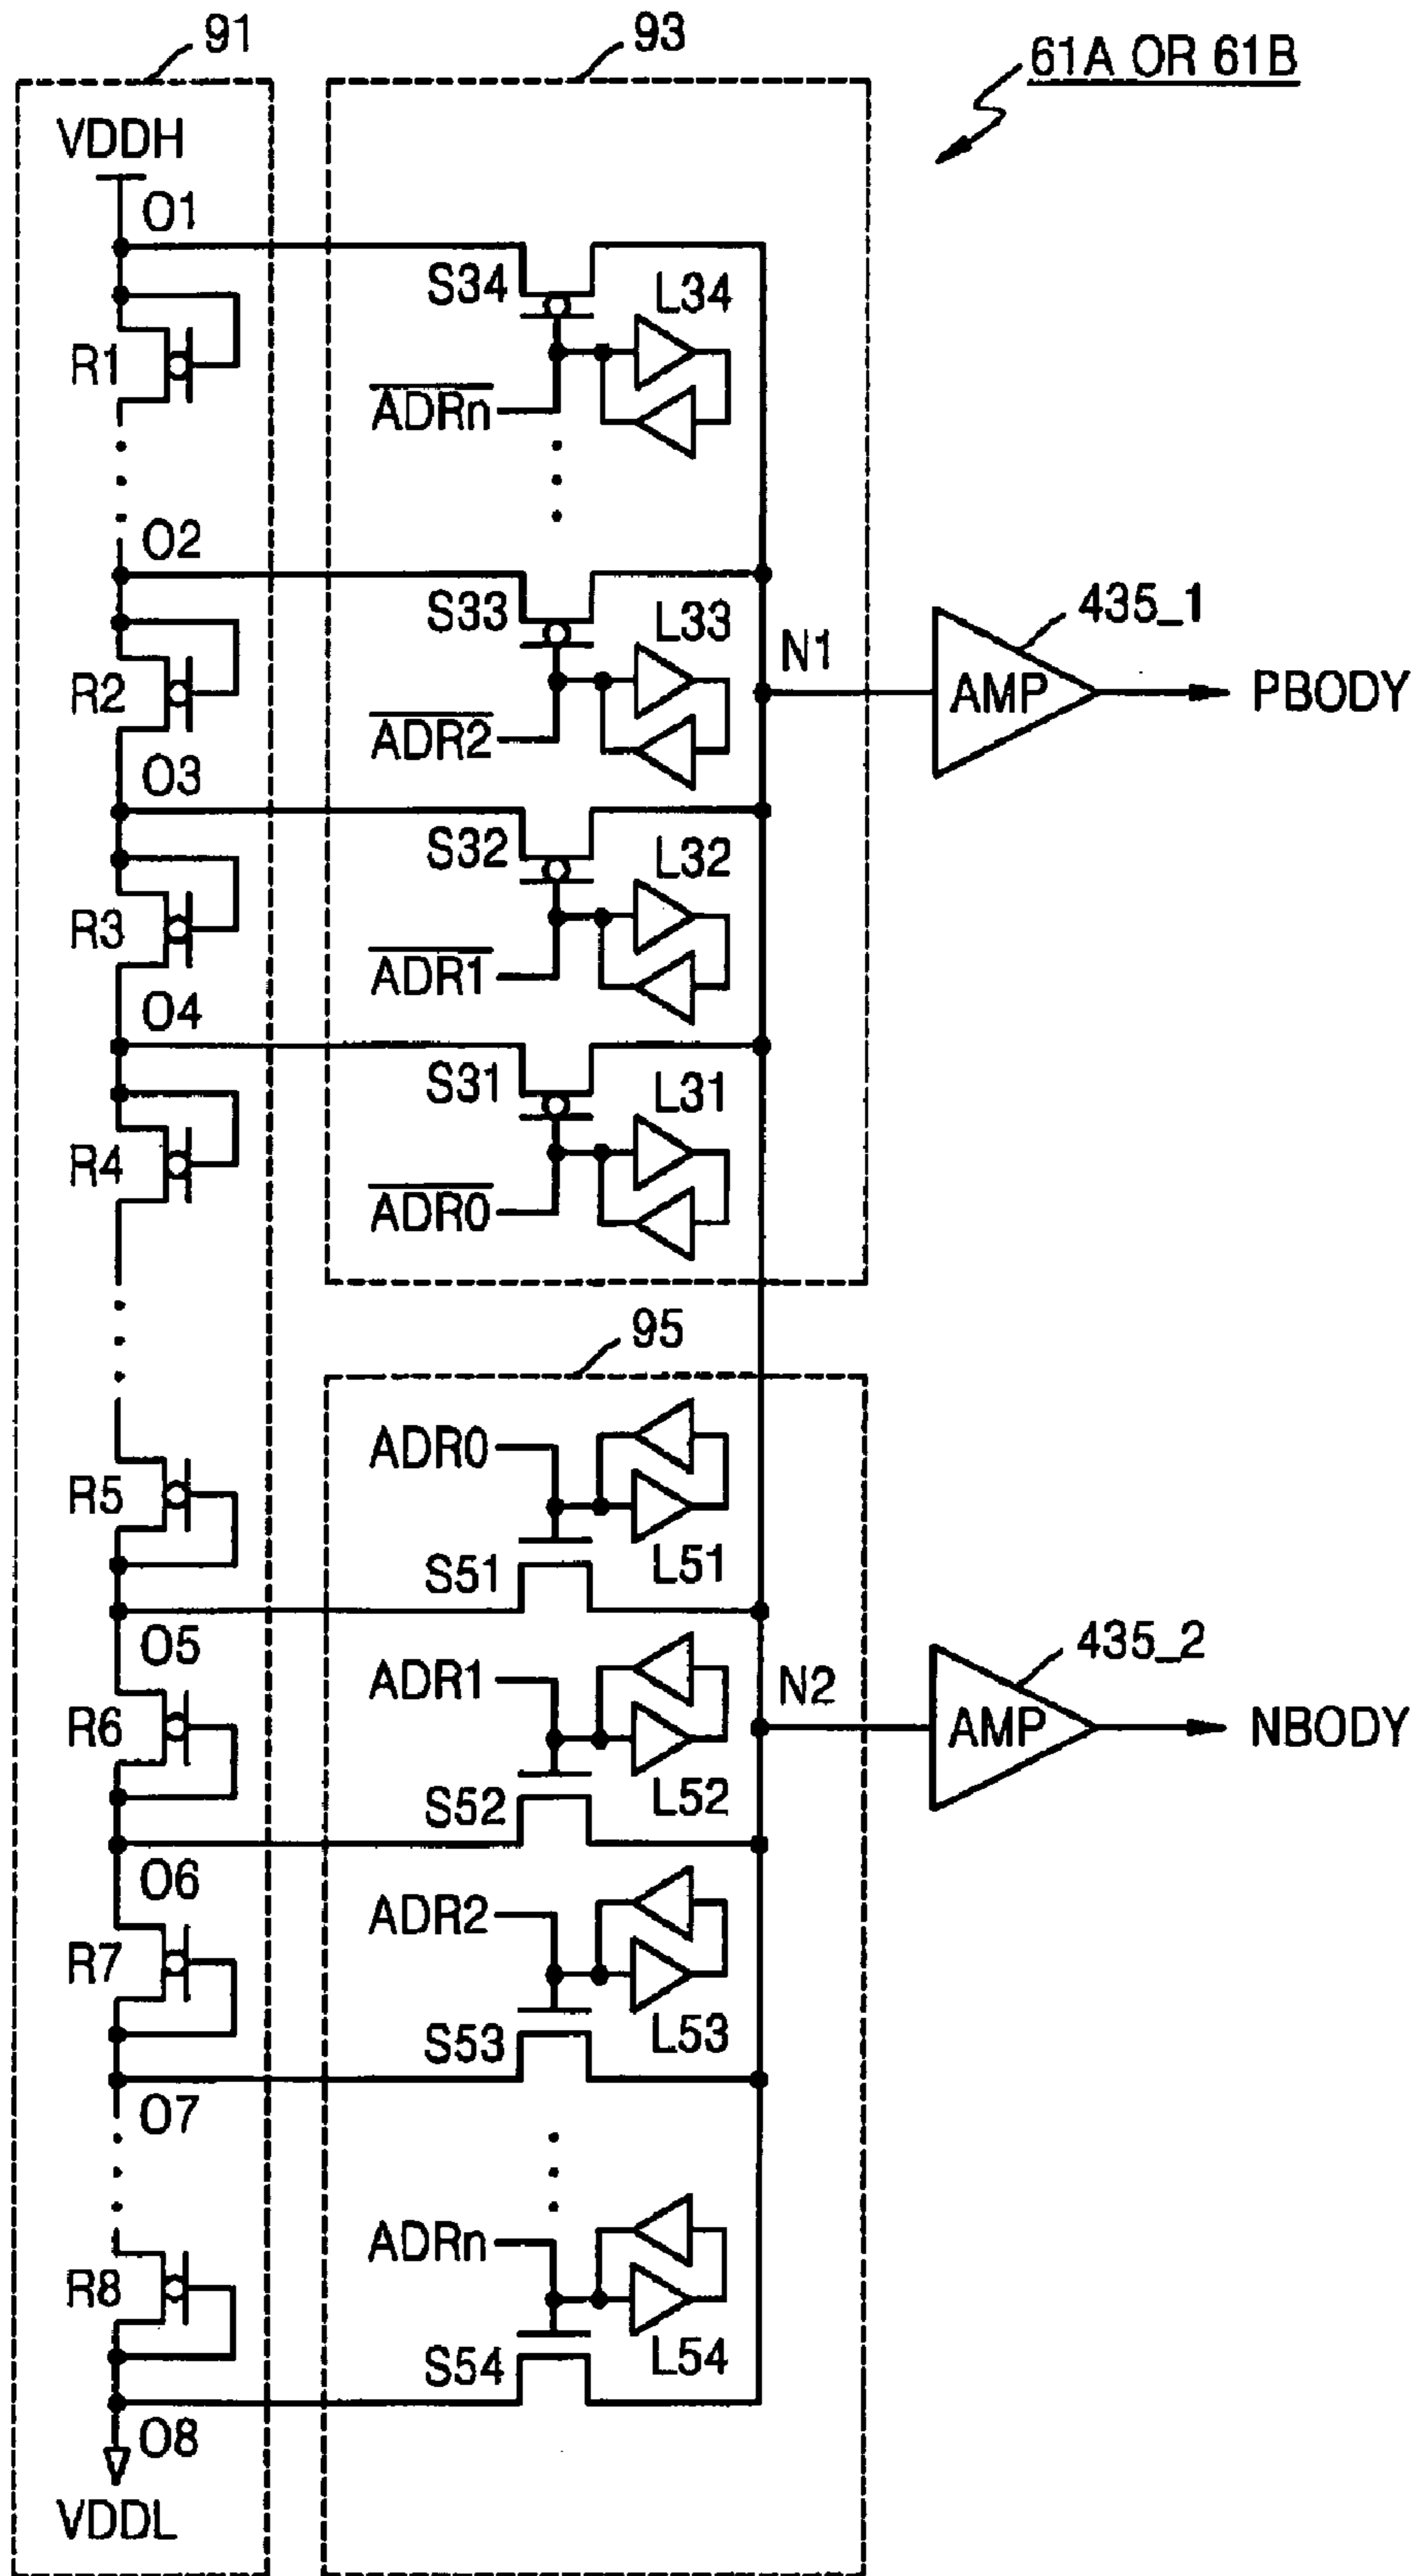 91
93
61A OR 61B
VDDH
O1
S34
L34
R1
ADRn
O2
S33
L33
435_1
N1
R2
AMP
PBODY
ADR2
O3
S32
L32
R3
ADR1
O4
S31
L31
R4
ADR0
95
ADR0
R5
S51
L51
O5
435_2
ADR1
N2
R6
AMP
NBODY
S52
L52
O6
ADR2
R7
S53
L53
O7
ADRn
R8
S54
L54
O8
VDDL